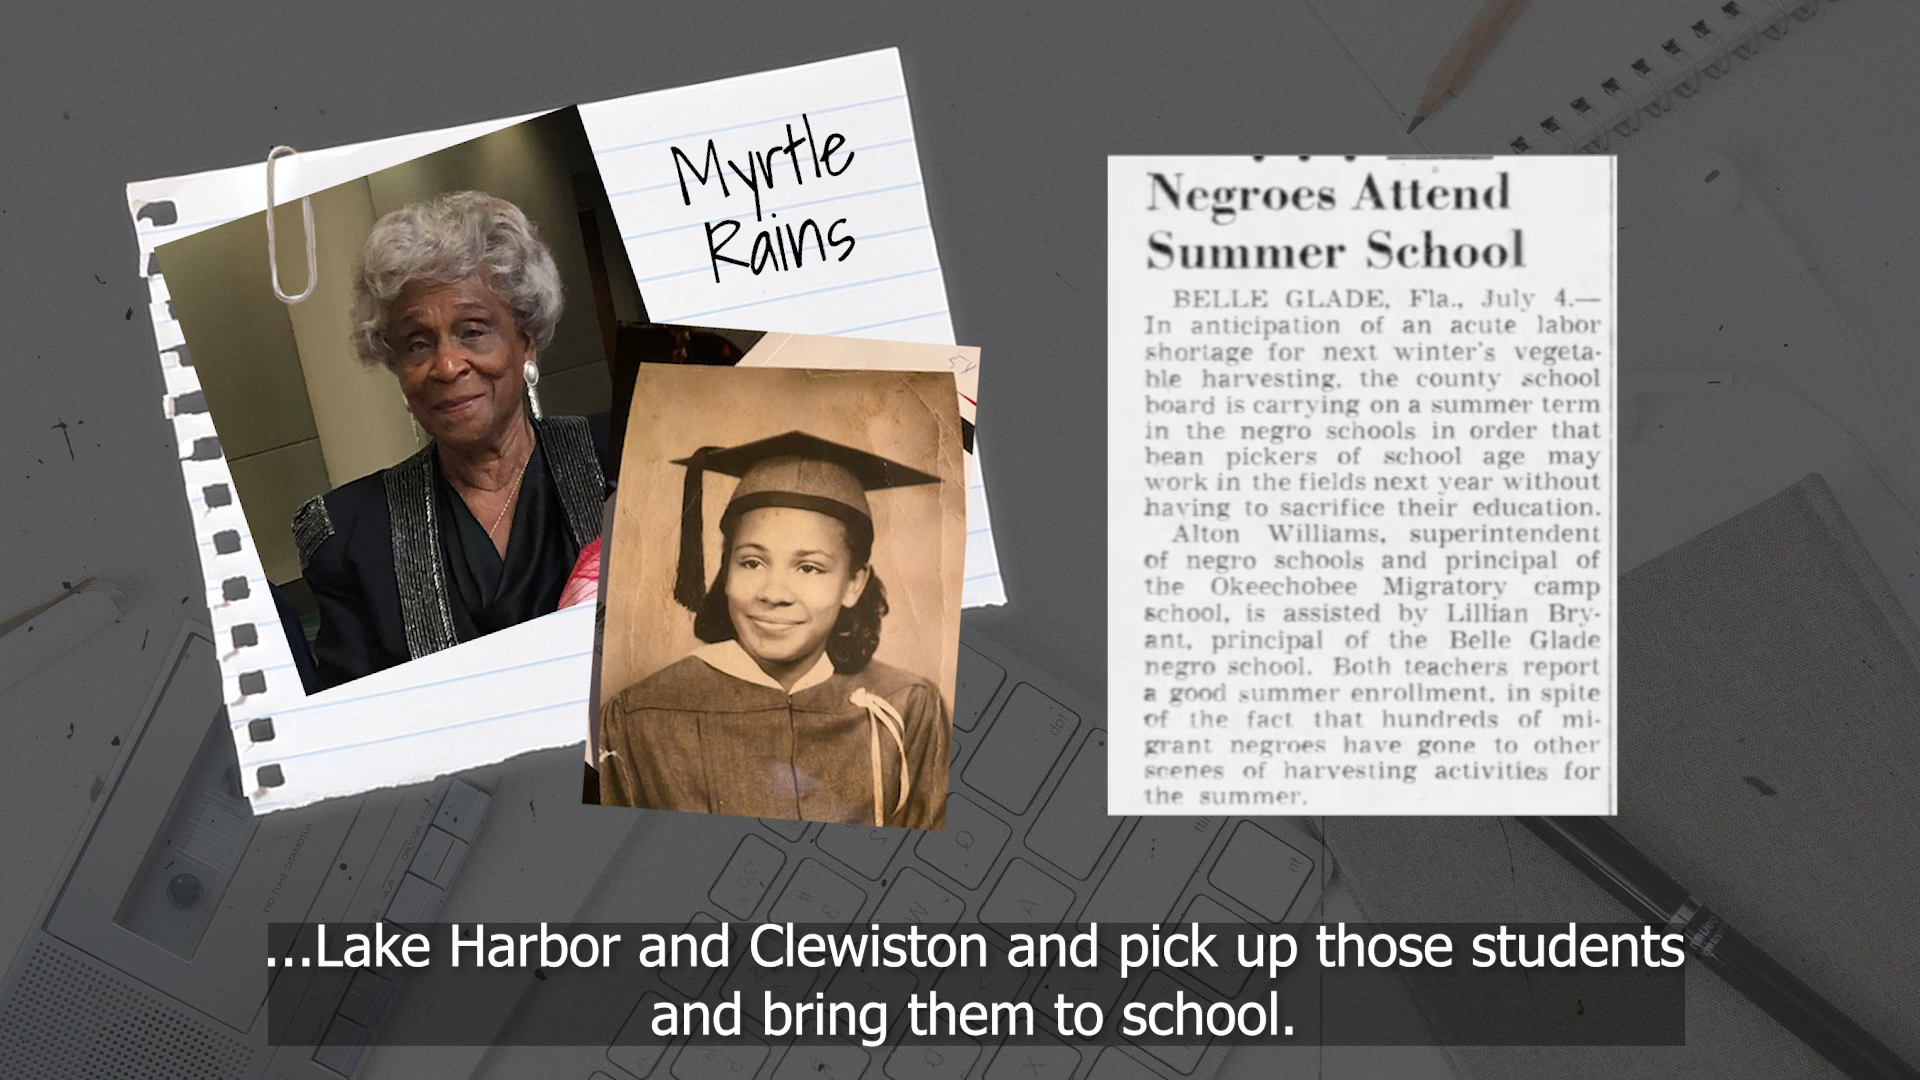 Myrtle
Rains
Negroes Attend
Summer School
BELLE GLADE, Fla., July 4.—
In anticipation of an acute labor
shortage for next winter's vegeta-
ble harvesting, the county school
board is carrying on a summer term
in the negro schools in order that
bean pickers of school age may
work in the fields next year without
having to sacrifice their education.
Alton Williams, superintendent
of negro schools and principal of
the Okeechobee Migratory camp
school, is assisted by Lillian Bry-
ant, principal of the Belle Glade
negro school. Both teachers report
a good summer enrollment, in spite
of the fact that hundreds of mi-
grant negroes have gone to other
scenes of harvesting activities for
the summer.
...Lake Harbor and Clewiston and pick up those students
and bring them to school.